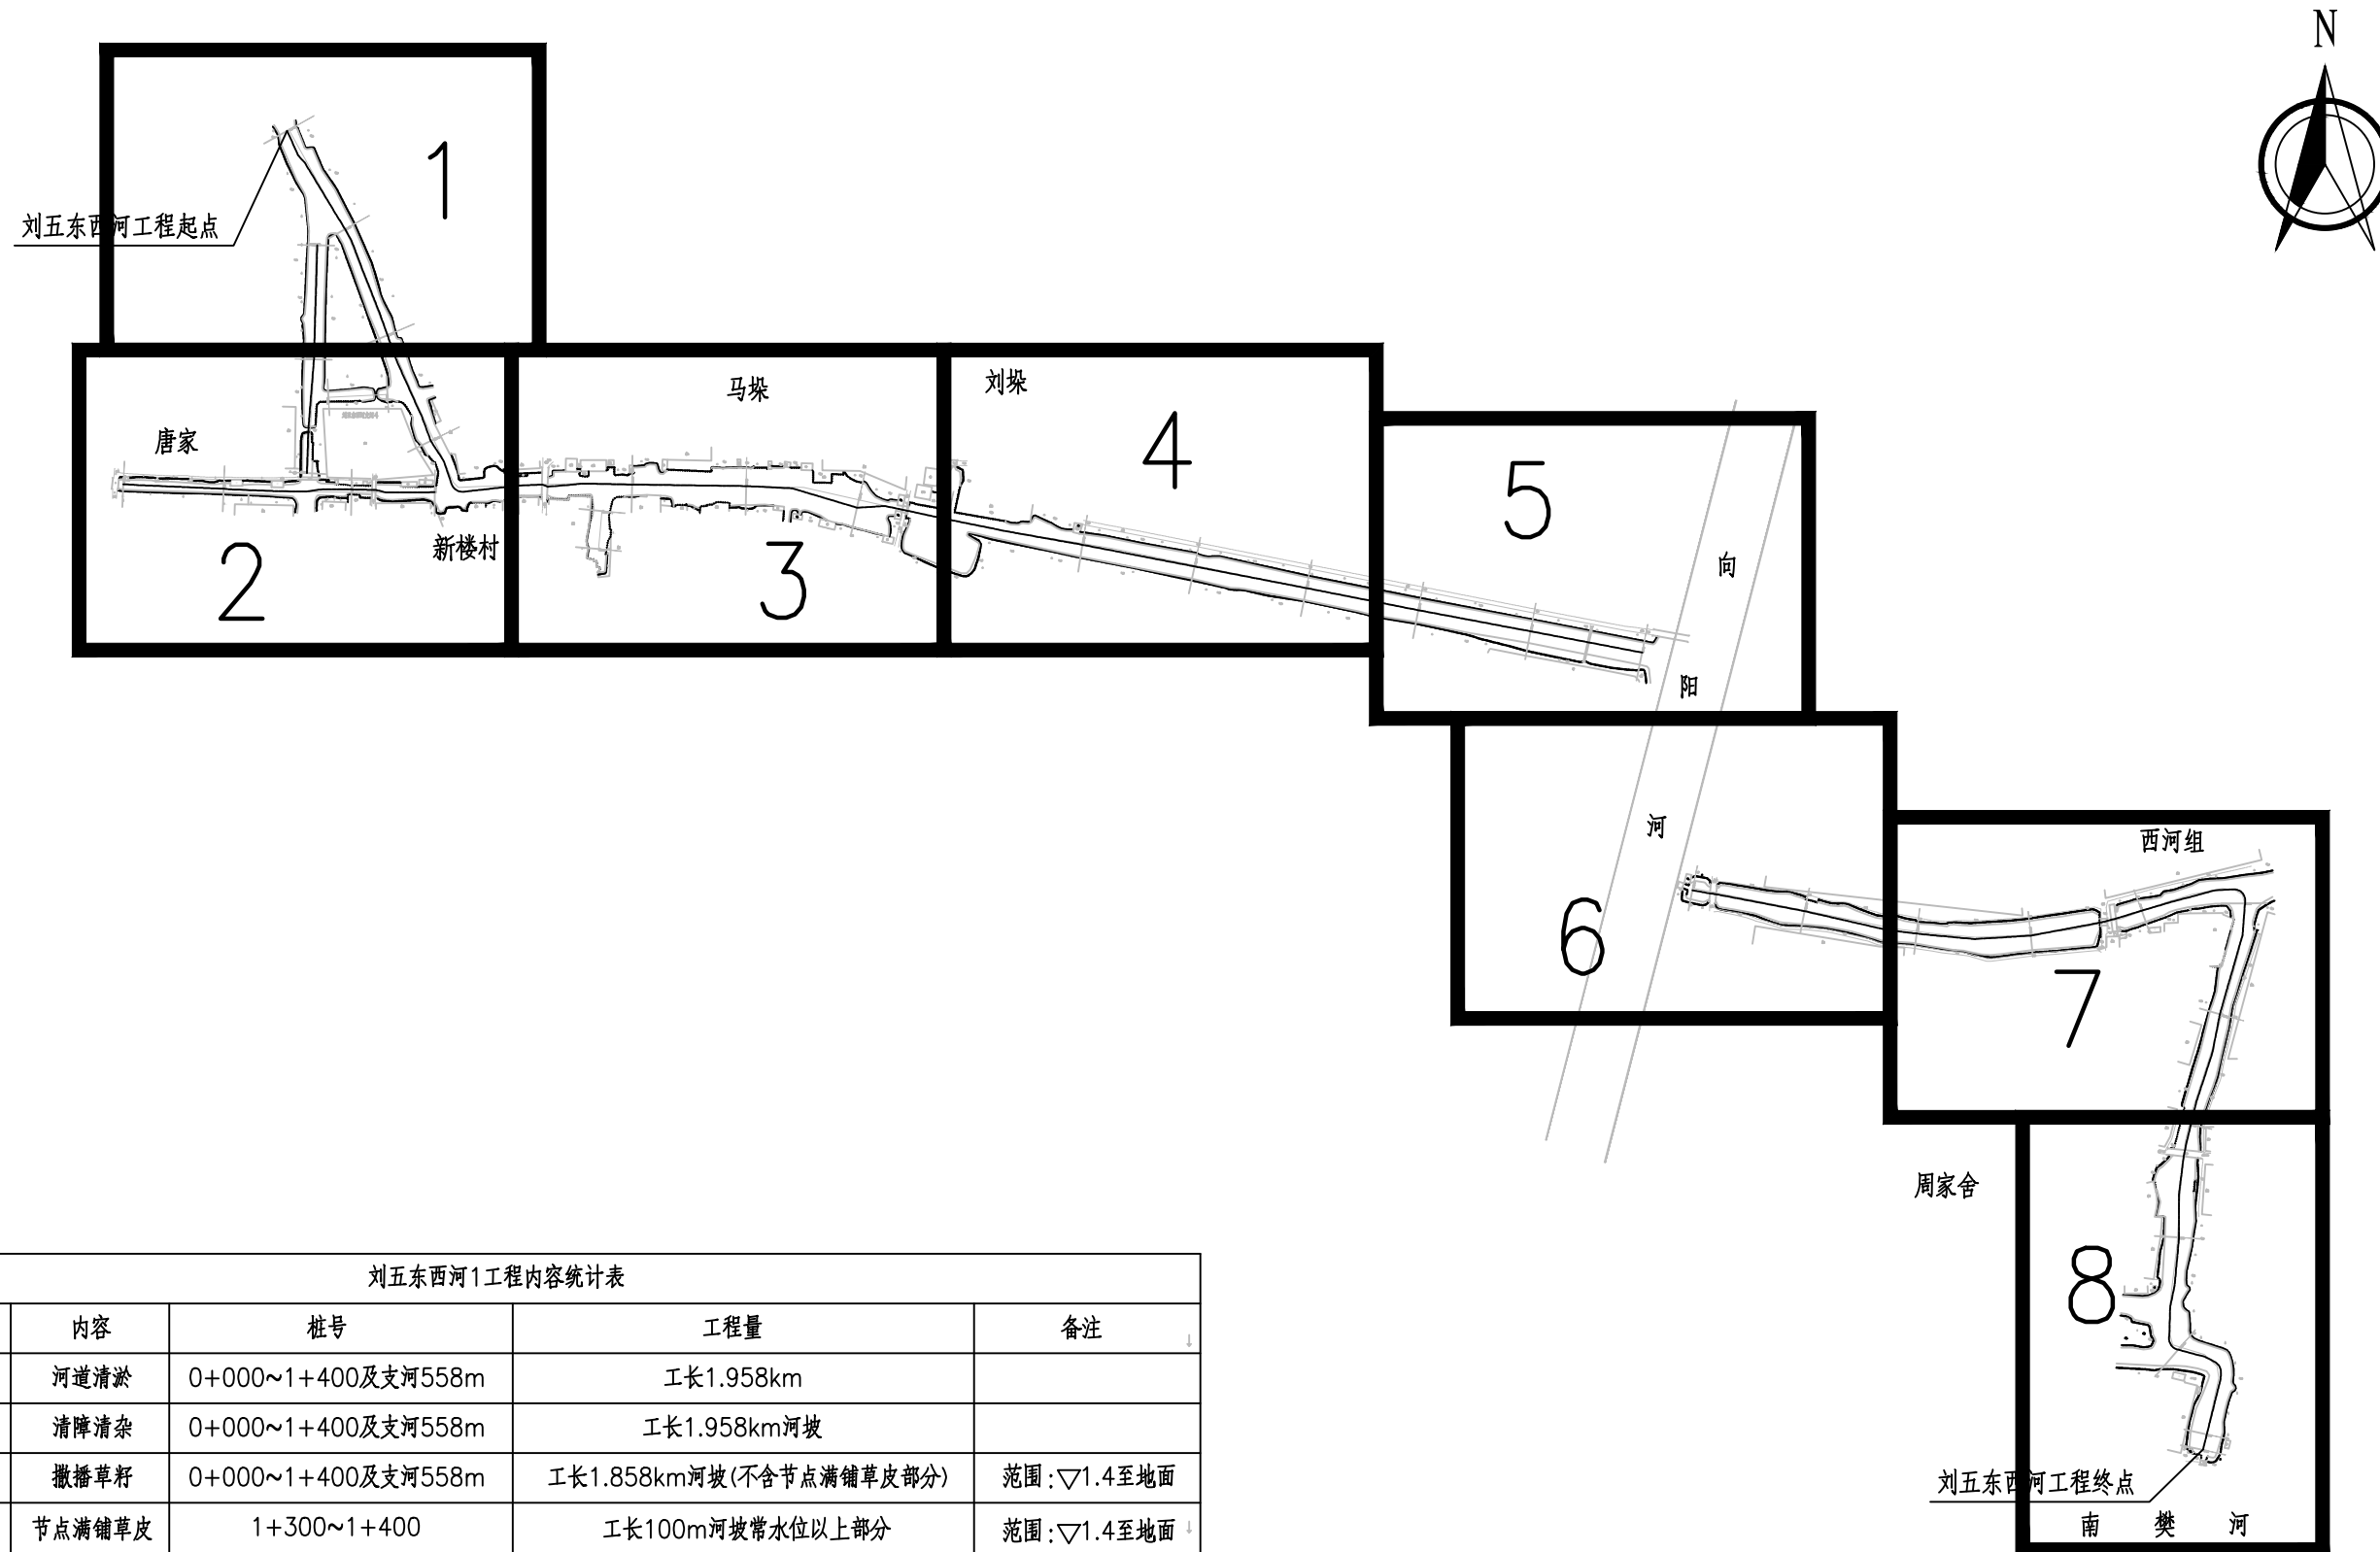 N
1
刘五东西河工程起点
马垛
刘垛
唐家
4
5
新楼村
2
3
向
阳
河
西河组
6
7
周家舍
8
刘五东西河工程终点
南 樊 河
刘五东西河1工程内容统计表
内容 桩号 工程量 备注
河道清淤 0+000~1+400及支河558m 工长1.958km
清障清杂 0+000~1+400及支河558m 工长1.958km河坡
撒播草籽 0+000~1+400及支河558m 工长1.858km河坡(不含节点满铺草皮部分) 范围:▽1.4至地面
节点满铺草皮 1+300~1+400 工长100m河坡常水位以上部分 范围:▽1.4至地面